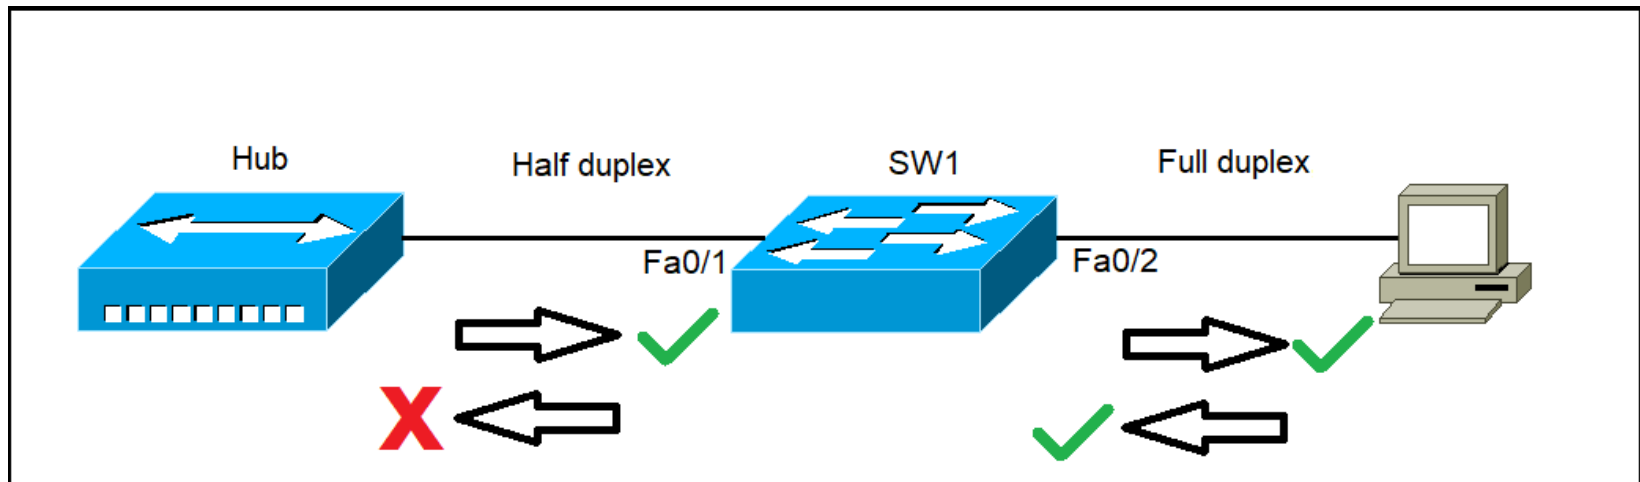 Hub
Half duplex
SW1
Full duplex
Fa0/1
Fa0/2